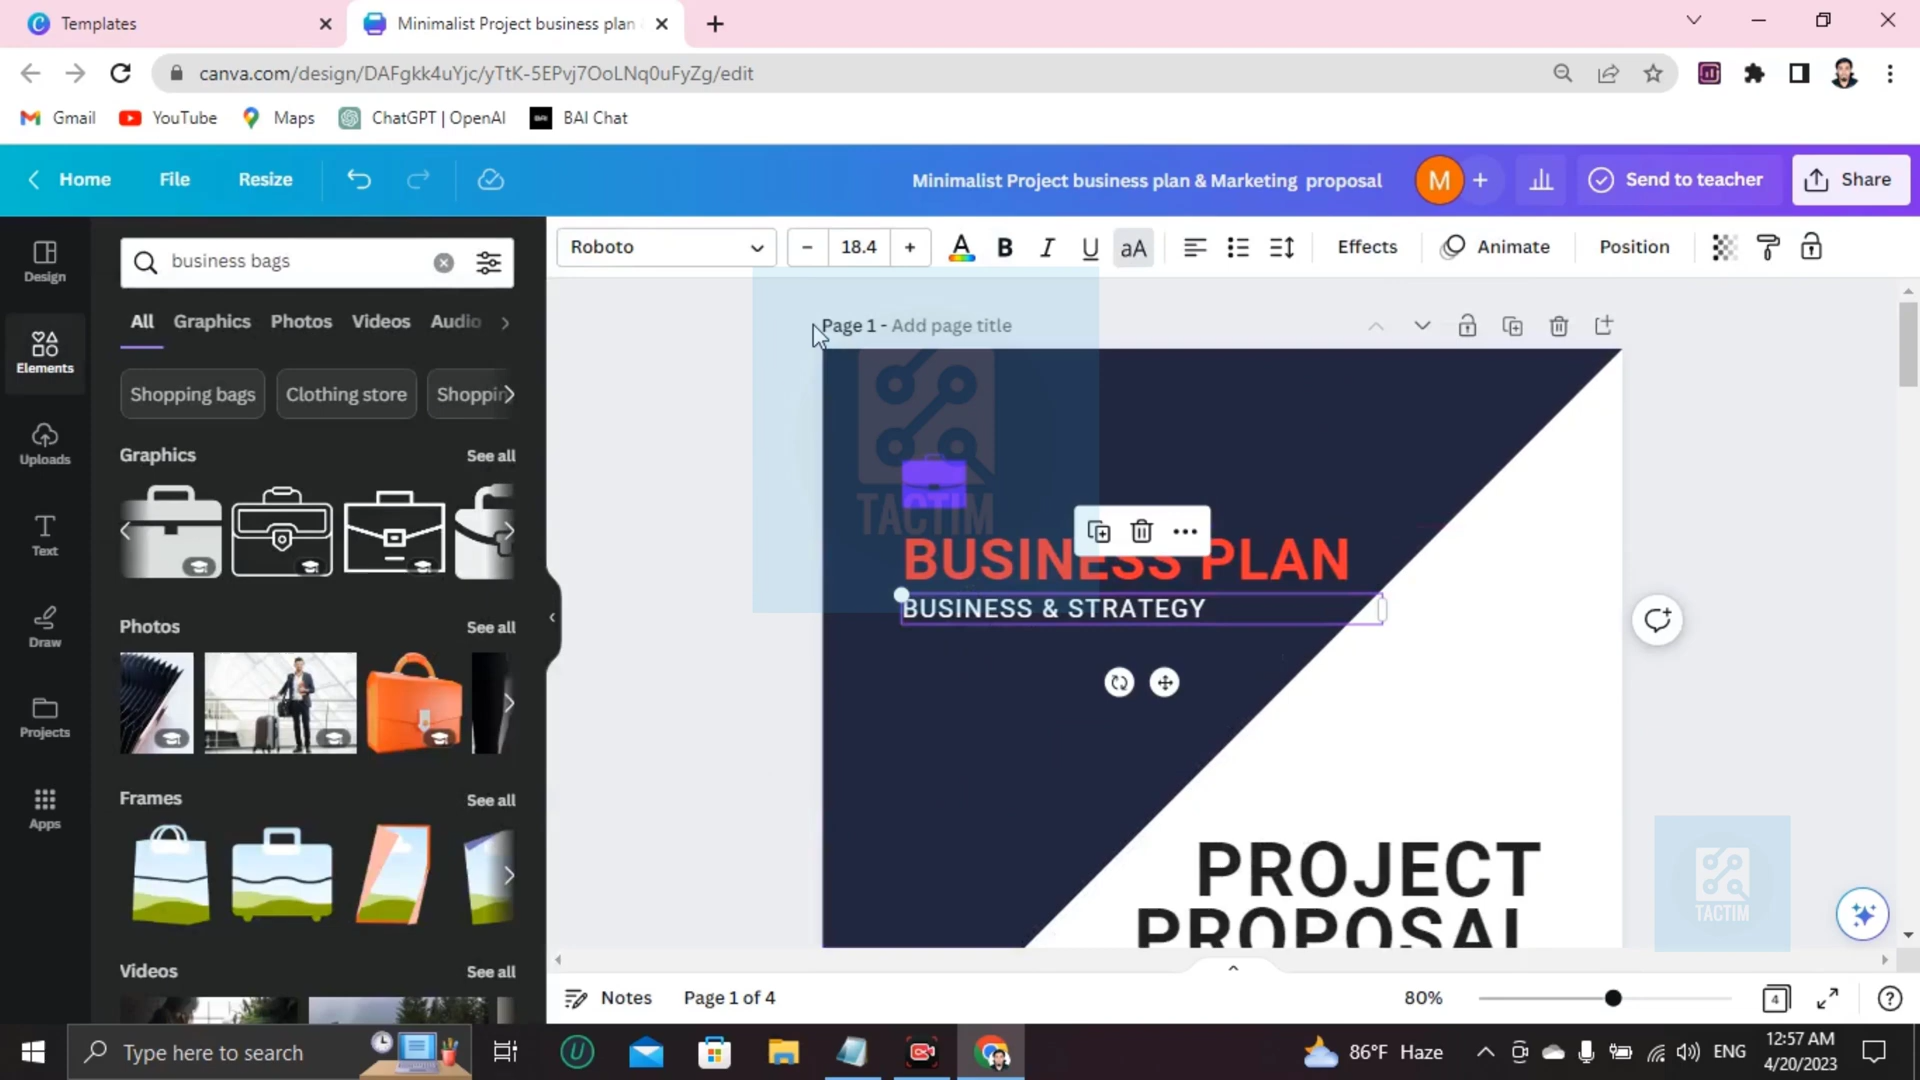 Templates
Minimalist Project business plan
canva.com/design/DAFgkk4uYjc/yTtK-5EPvj7OoLNq0uFyZg/edit
Gmail
YouTube
Maps
ChatGPT | OpenAI
BAI
BAI Chat
Home
File
Resize
Minimalist Project business plan & Marketing proposal
M
Send to teacher
Share
Design
Elements
Uploads
Text
Draw
Projects
Apps
business bags
All
Graphics
Photos
Videos
Audio
Shopping bags
Clothing store
Shoppin
Graphics
See all
Photos
See all
Frames
See all
Videos
See all
Roboto
18.4
A
B
I
U
aA
Effects
Animate
Position
Page 1 - Add page title
TACTIM
BUSINESS PLAN
BUSINESS & STRATEGY
PROJECT
PROPOSAL
TACTIM
Notes
Page 1 of 4
80%
4
Type here to search
86°F Haze
ENG
12:57 AM
4/20/2023